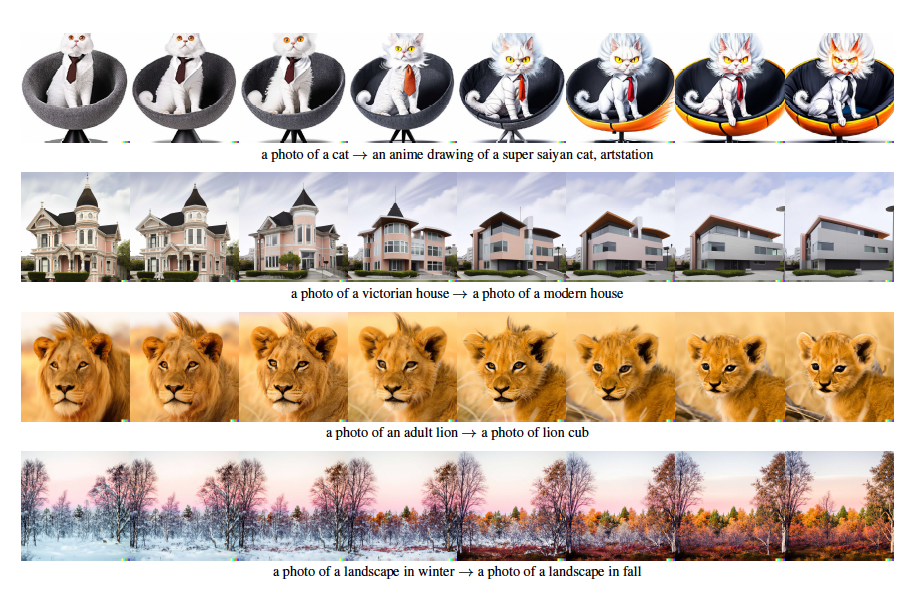 a photo of a cat → an anime drawing of a super saiyan cat, artstation
a photo of a victorian house → a photo of a modern house
a photo of an adult lion → a photo of lion cub
a photo of a landscape in winter → a photo of a landscape in fall